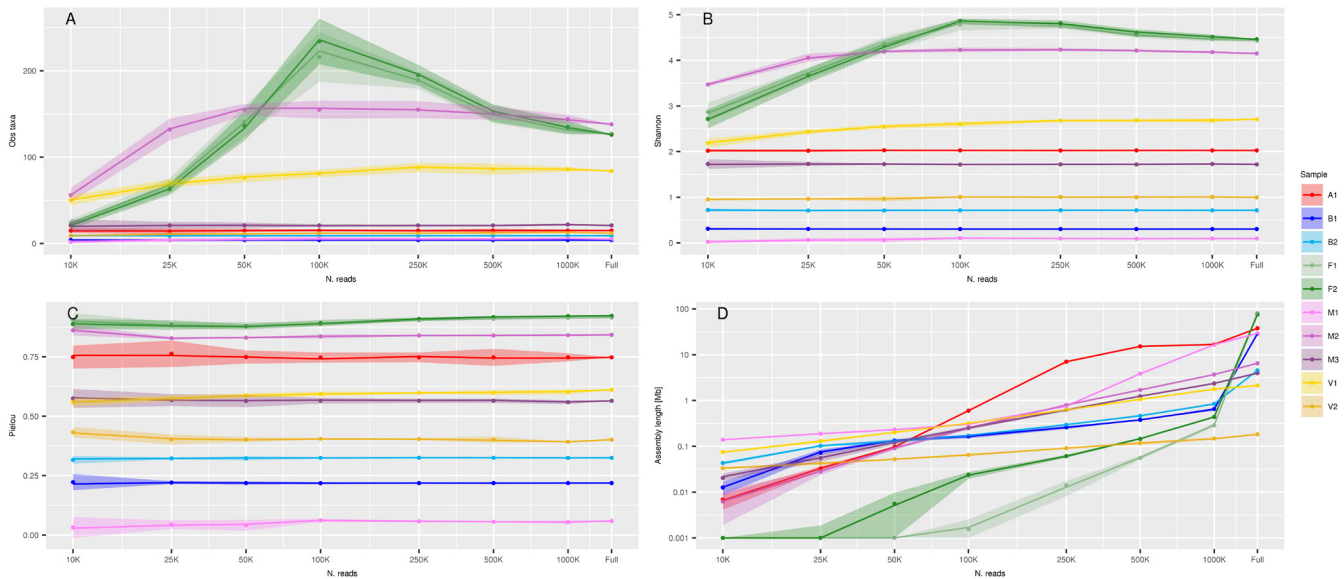 A
Obs taxa
200
100
0
10K 25K 50K 100K 250K 500K 1000K Full
N. reads
B
Shannon
5
4
3
2
1
0
10K 25K 50K 100K 250K 500K 1000K Full
N. reads
C
Pielou
0.75
0.50
0.25
0.00
10K 25K 50K 100K 250K 500K 1000K Full
N. reads
D
Assembly length [Mb]
100
10
1
0.1
0.01
0.001
10K 25K 50K 100K 250K 500K 1000K Full
N. reads
Sample
A1
B1
B2
F1
F2
M1
M2
M3
V1
V2